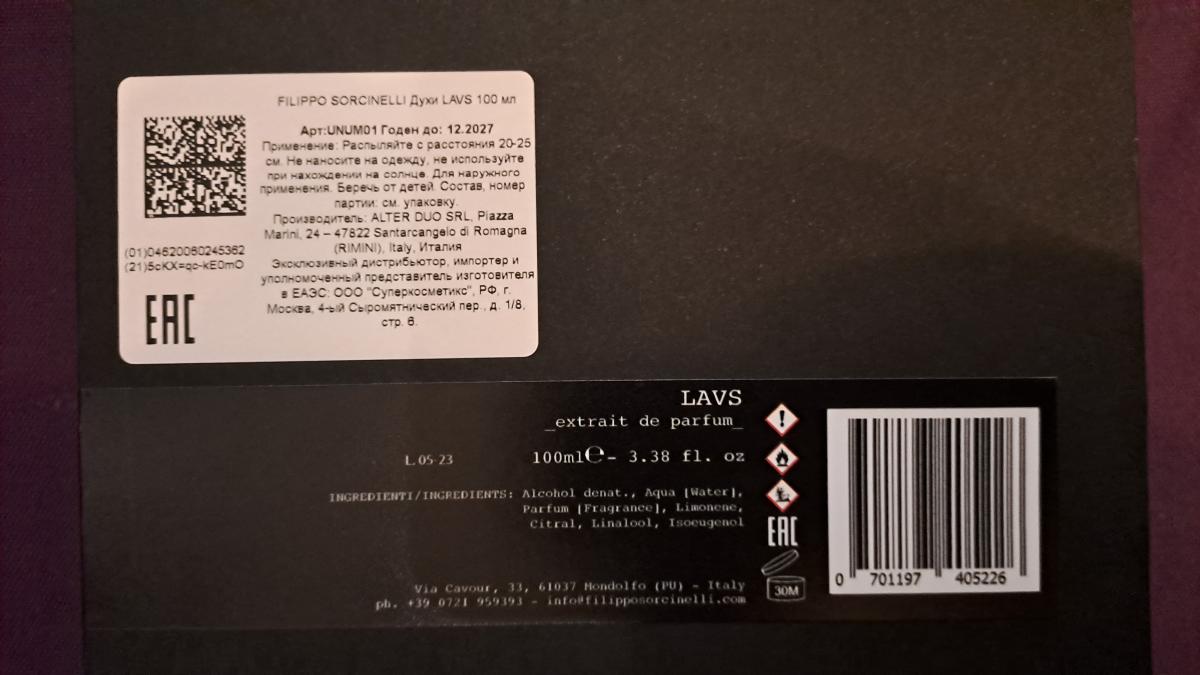 FILIPPO SORCINELLI Духи LAVS 100 мл
Арт:UNUM01 Годен до: 12.2027
Применение: Распыляйте с расстояния 20-25
см. Не наносите на одежду, не используйте
при нахождении на солнце. Для наружного
применения. Беречь от детей. Состав, номер
партии: см. упаковку.
Производитель: ALTER DUO SRL, Piazza
Marini, 24 – 47822 Santarcangelo di Romagna
(RIMINI), Italy, Италия
Эксклюзивный дистрибьютор, импортер и
уполномоченный представитель изготовителя
в ЕАЭС: ООО "Суперкосметикс", РФ, г.
Москва, 4-ый Сыромятнический пер., д. 1/8,
стр. 6.
(01)04620060245362
(21)5cKX=qc-kE0mO
EAC
LAVS
_extrait de parfum_
L.05-23
100ml℮- 3.38 fl. oz
INGREDIENTI/INGREDIENTS: Alcohol denat., Aqua [Water],
Parfum [Fragrance], Limonene,
Citral, Linalool, Isoeugenol
Via Cavour, 33, 61037 Mondolfo (PU) - Italy
ph. +39 0721 959393 - info@filipposorcinelli.com
EAC
30M
0 701197 405226